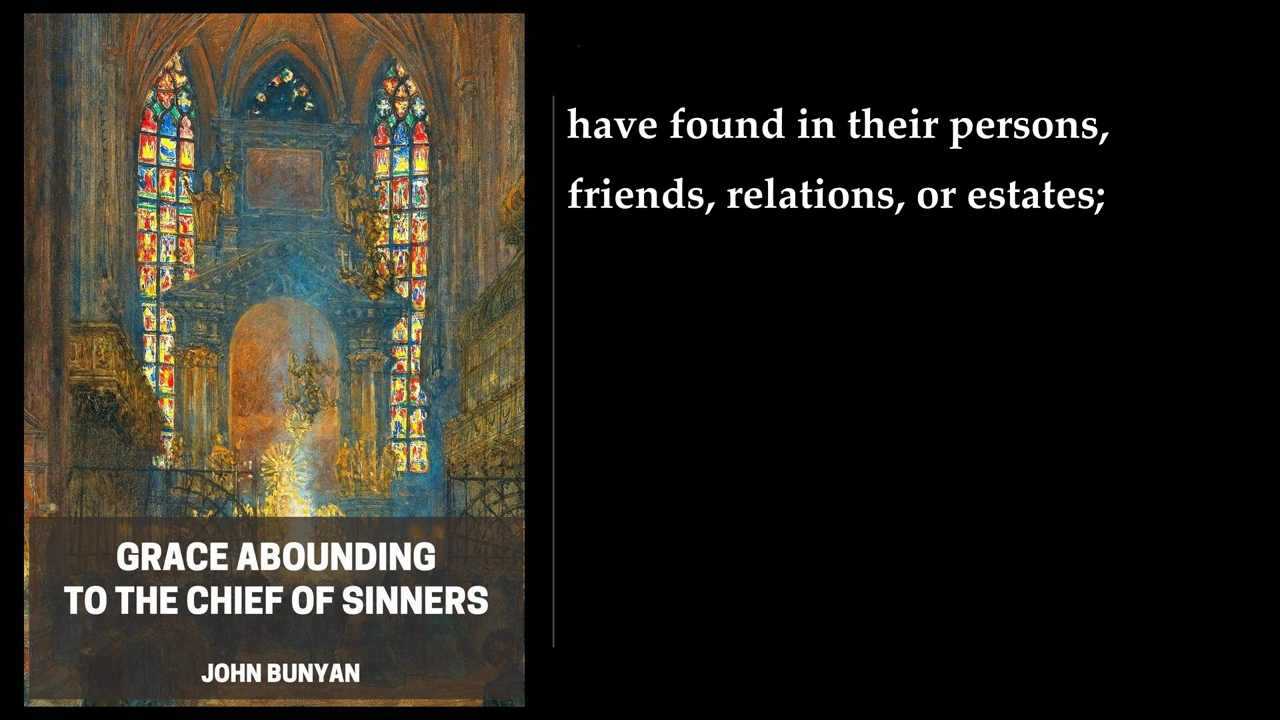 have found in their persons,
friends, relations, or estates;
GRACE ABOUNDING
TO THE CHIEF OF SINNERS
JOHN BUNYAN